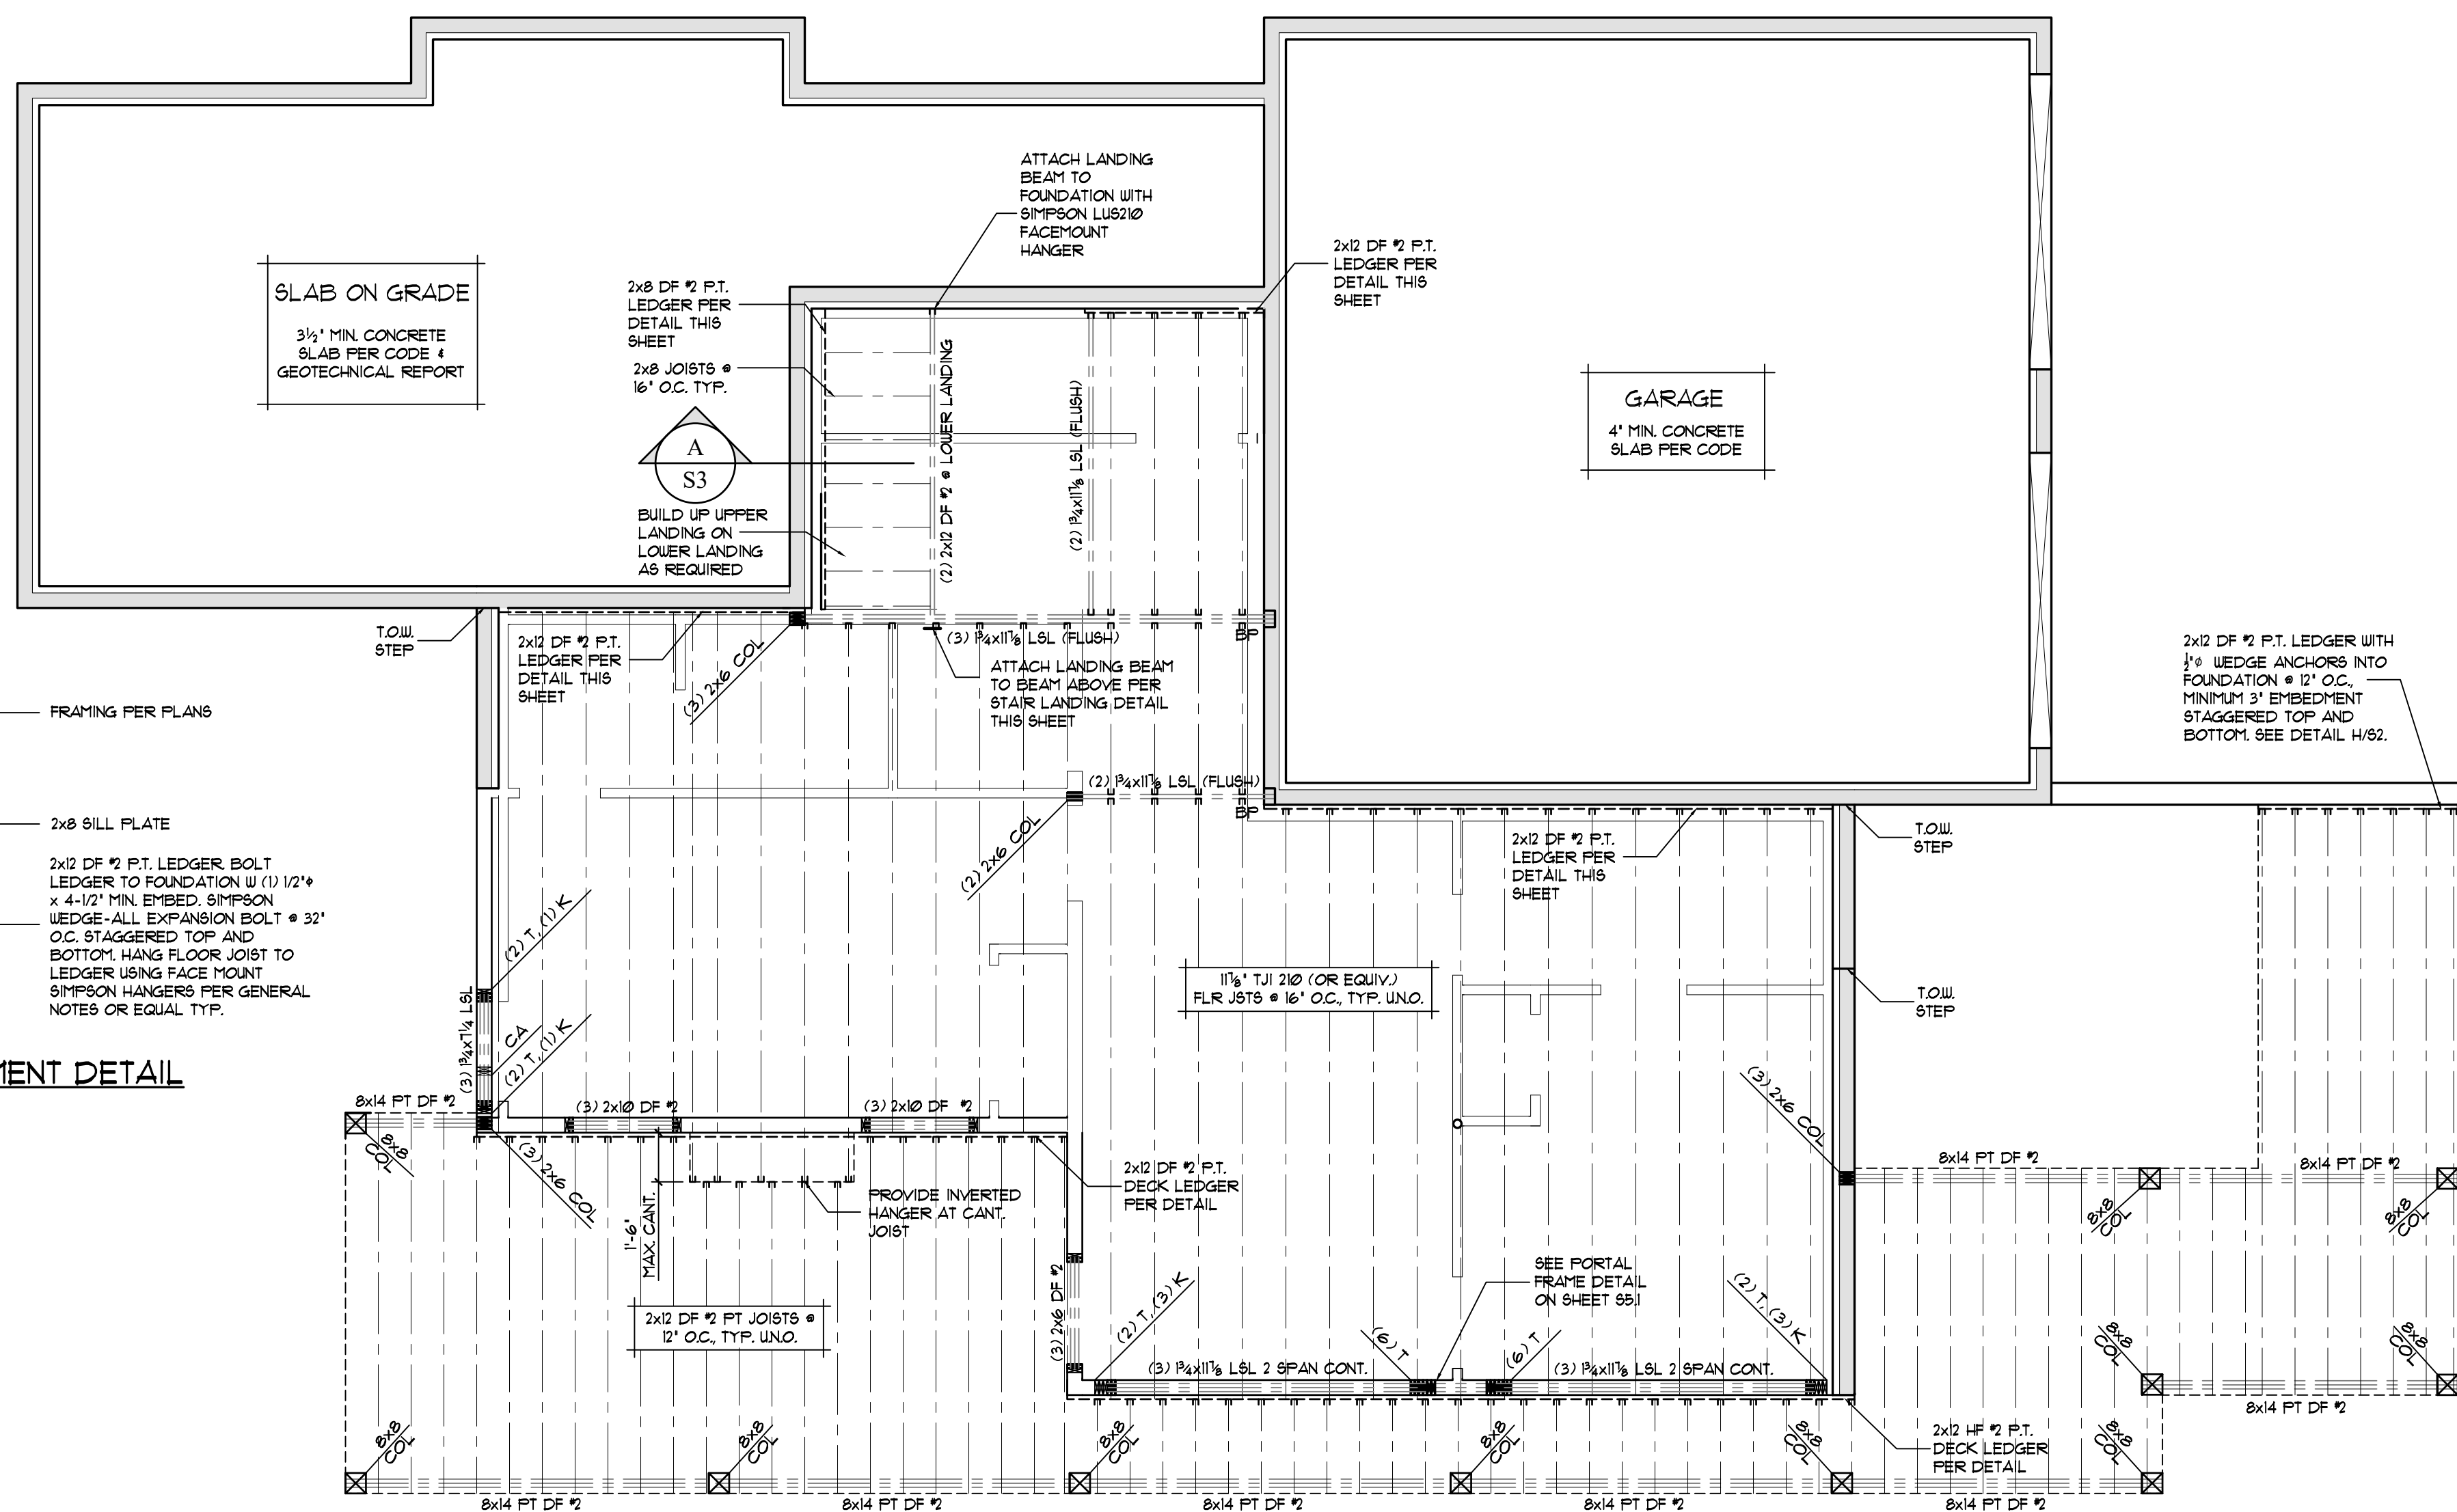 ATTACH LANDING
BEAM TO
FOUNDATION WITH
SIMPSON LUS210
FACEMOUNT
HANGER
2x12 DF #2 P.T.
LEDGER PER
DETAIL THIS
SHEET
2x8 DF #2 P.T.
LEDGER PER
DETAIL THIS
SHEET
SLAB ON GRADE
3½" MIN. CONCRETE
SLAB PER CODE &
GEOTECHNICAL REPORT
2x8 JOISTS @
16" O.C. TYP.
A
S3
BUILD UP UPPER
LANDING ON
LOWER LANDING
AS REQUIRED
(2) 2x12 DF #2 @ LOWER LANDING
(2) 1¾x11⅞ LSL (FLUSH)
GARAGE
4" MIN. CONCRETE
SLAB PER CODE
T.O.W.
STEP
2x12 DF #2 P.T.
LEDGER PER
DETAIL THIS
SHEET
(3) 2x6 COL
(3) 1¾x11⅞ LSL (FLUSH)
BP
ATTACH LANDING BEAM
TO BEAM ABOVE PER
STAIR LANDING DETAIL
THIS SHEET
2x12 DF #2 P.T. LEDGER WITH
½"ø WEDGE ANCHORS INTO
FOUNDATION @ 12" O.C.,
MINIMUM 3" EMBEDMENT
STAGGERED TOP AND
BOTTOM. SEE DETAIL H/S2.
FRAMING PER PLANS
(2) 1¾x11⅞ LSL (FLUSH)
BP
(2) 2x6 COL
2x8 SILL PLATE
2x12 DF #2 P.T. LEDGER. BOLT
LEDGER TO FOUNDATION W (1) 1/2"ø
x 4-1/2" MIN. EMBED. SIMPSON
WEDGE-ALL EXPANSION BOLT @ 32"
O.C. STAGGERED TOP AND
BOTTOM. HANG FLOOR JOIST TO
LEDGER USING FACE MOUNT
SIMPSON HANGERS PER GENERAL
NOTES OR EQUAL TYP.
MENT DETAIL
2x12 DF #2 P.T.
LEDGER PER
DETAIL THIS
SHEET
T.O.W.
STEP
T.O.W.
STEP
(2) T, (1) K
(3) 1¾x7¼ LSL
CA
(2) T, (1) K
11⅞" TJI 210 (OR EQUIV.)
FLR JSTS @ 16" O.C., TYP. U.N.O.
8x14 PT DF #2
8x8
COL
(3) 2x6 COL
(3) 2x10 DF #2
(3) 2x10 DF #2
1'-6"
MAX. CANT.
PROVIDE INVERTED
HANGER AT CANT.
JOIST
2x12 DF #2 P.T.
DECK LEDGER
PER DETAIL
(3) 2x6 COL
8x14 PT DF #2
8x14 PT DF #2
8x8
COL
8x8
COL
2x12 DF #2 PT JOISTS @
12" O.C., TYP. U.N.O.
(3) 2x6 DF #2
(2) T, (3) K
SEE PORTAL
FRAME DETAIL
ON SHEET S5.1
(2) T, (3) K
(6) T
(6) T
(3) 1¾x11⅞ LSL 2 SPAN CONT.
(3) 1¾x11⅞ LSL 2 SPAN CONT.
8x8
COL
8x8
COL
8x14 PT DF #2
2x12 HF #2 P.T.
DECK LEDGER
PER DETAIL
8x8
COL
8x8
COL
8x8
COL
8x8
COL
8x8
COL
8x8
COL
8x14 PT DF #2
8x14 PT DF #2
8x14 PT DF #2
8x14 PT DF #2
8x14 PT DF #2